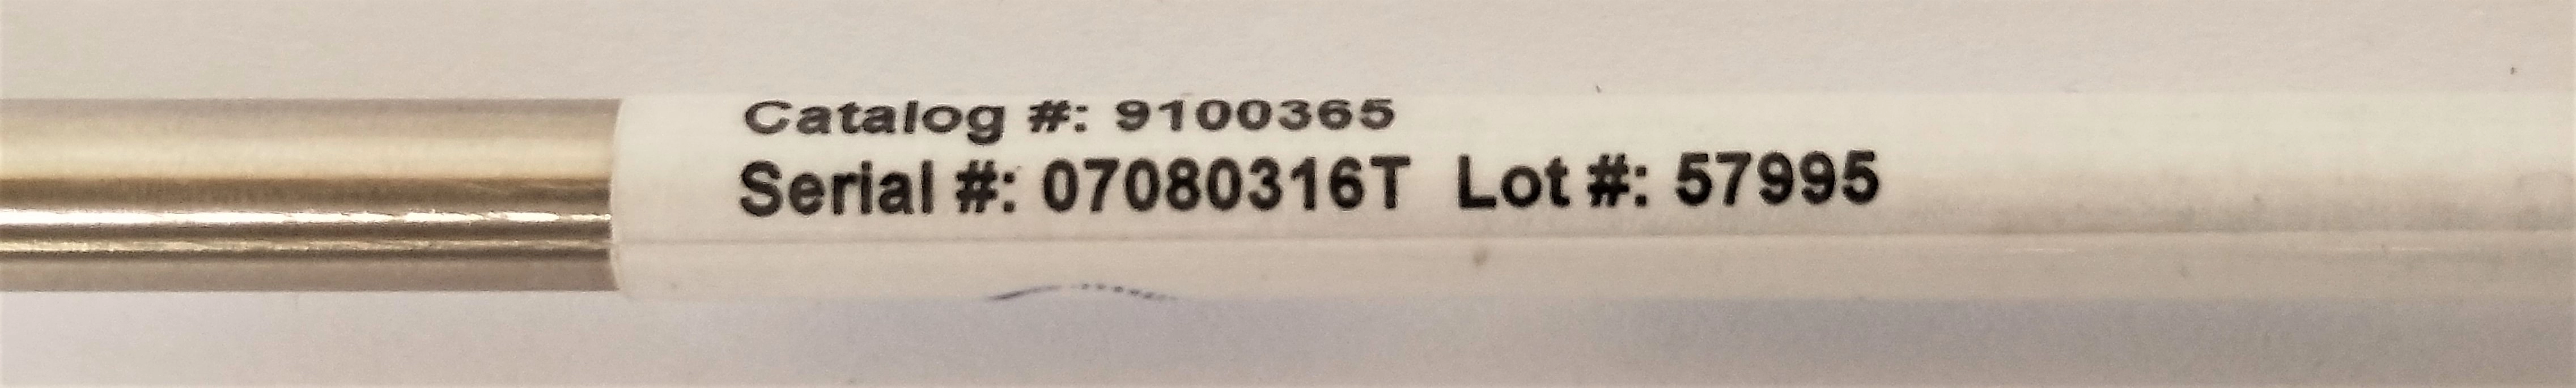 Catalog #: 9100365
Serial #: 07080316T Lot #: 57995